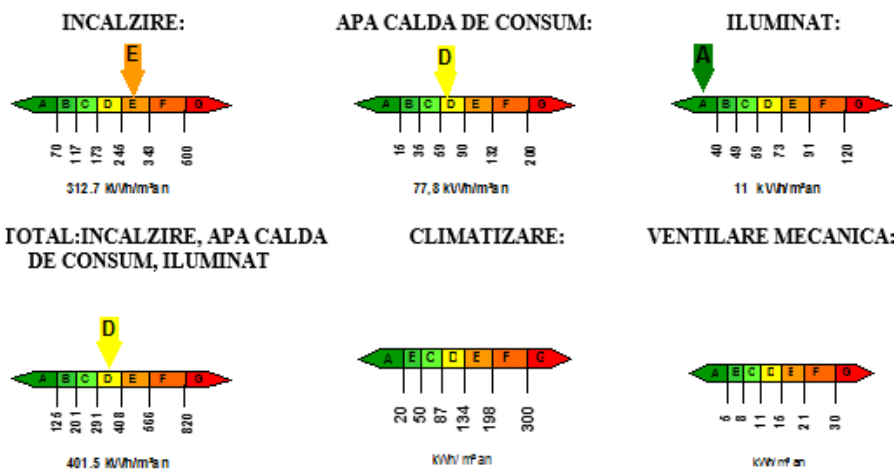 INCALZIRE:
E
A B C D E F G
70 117 173 245 343 500
312.7 kWh/m²an
APA CALDA DE CONSUM:
D
A B C D E F G
15 35 59 90 132 200
77,8 kWh/m²an
ILUMINAT:
A
A B C D E F G
40 49 59 73 91 120
11 kWh/m²an
TOTAL:INCALZIRE, APA CALDA
DE CONSUM, ILUMINAT
D
A B C D E F G
125 201 291 408 566 820
401.5 kWh/m²an
CLIMATIZARE:
A E C D E F G
20 50 87 134 198 300
kWh/m²an
VENTILARE MECANICA:
A B C D E F G
5 8 11 15 21 30
kWh/m²an